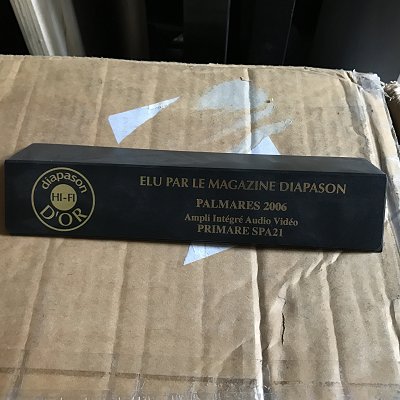 diapason
HI-FI
D'OR
ELU PAR LE MAGAZINE DIAPASON
PALMARES 2006
Ampli Intégré Audio Vidéo
PRIMARE SPA21